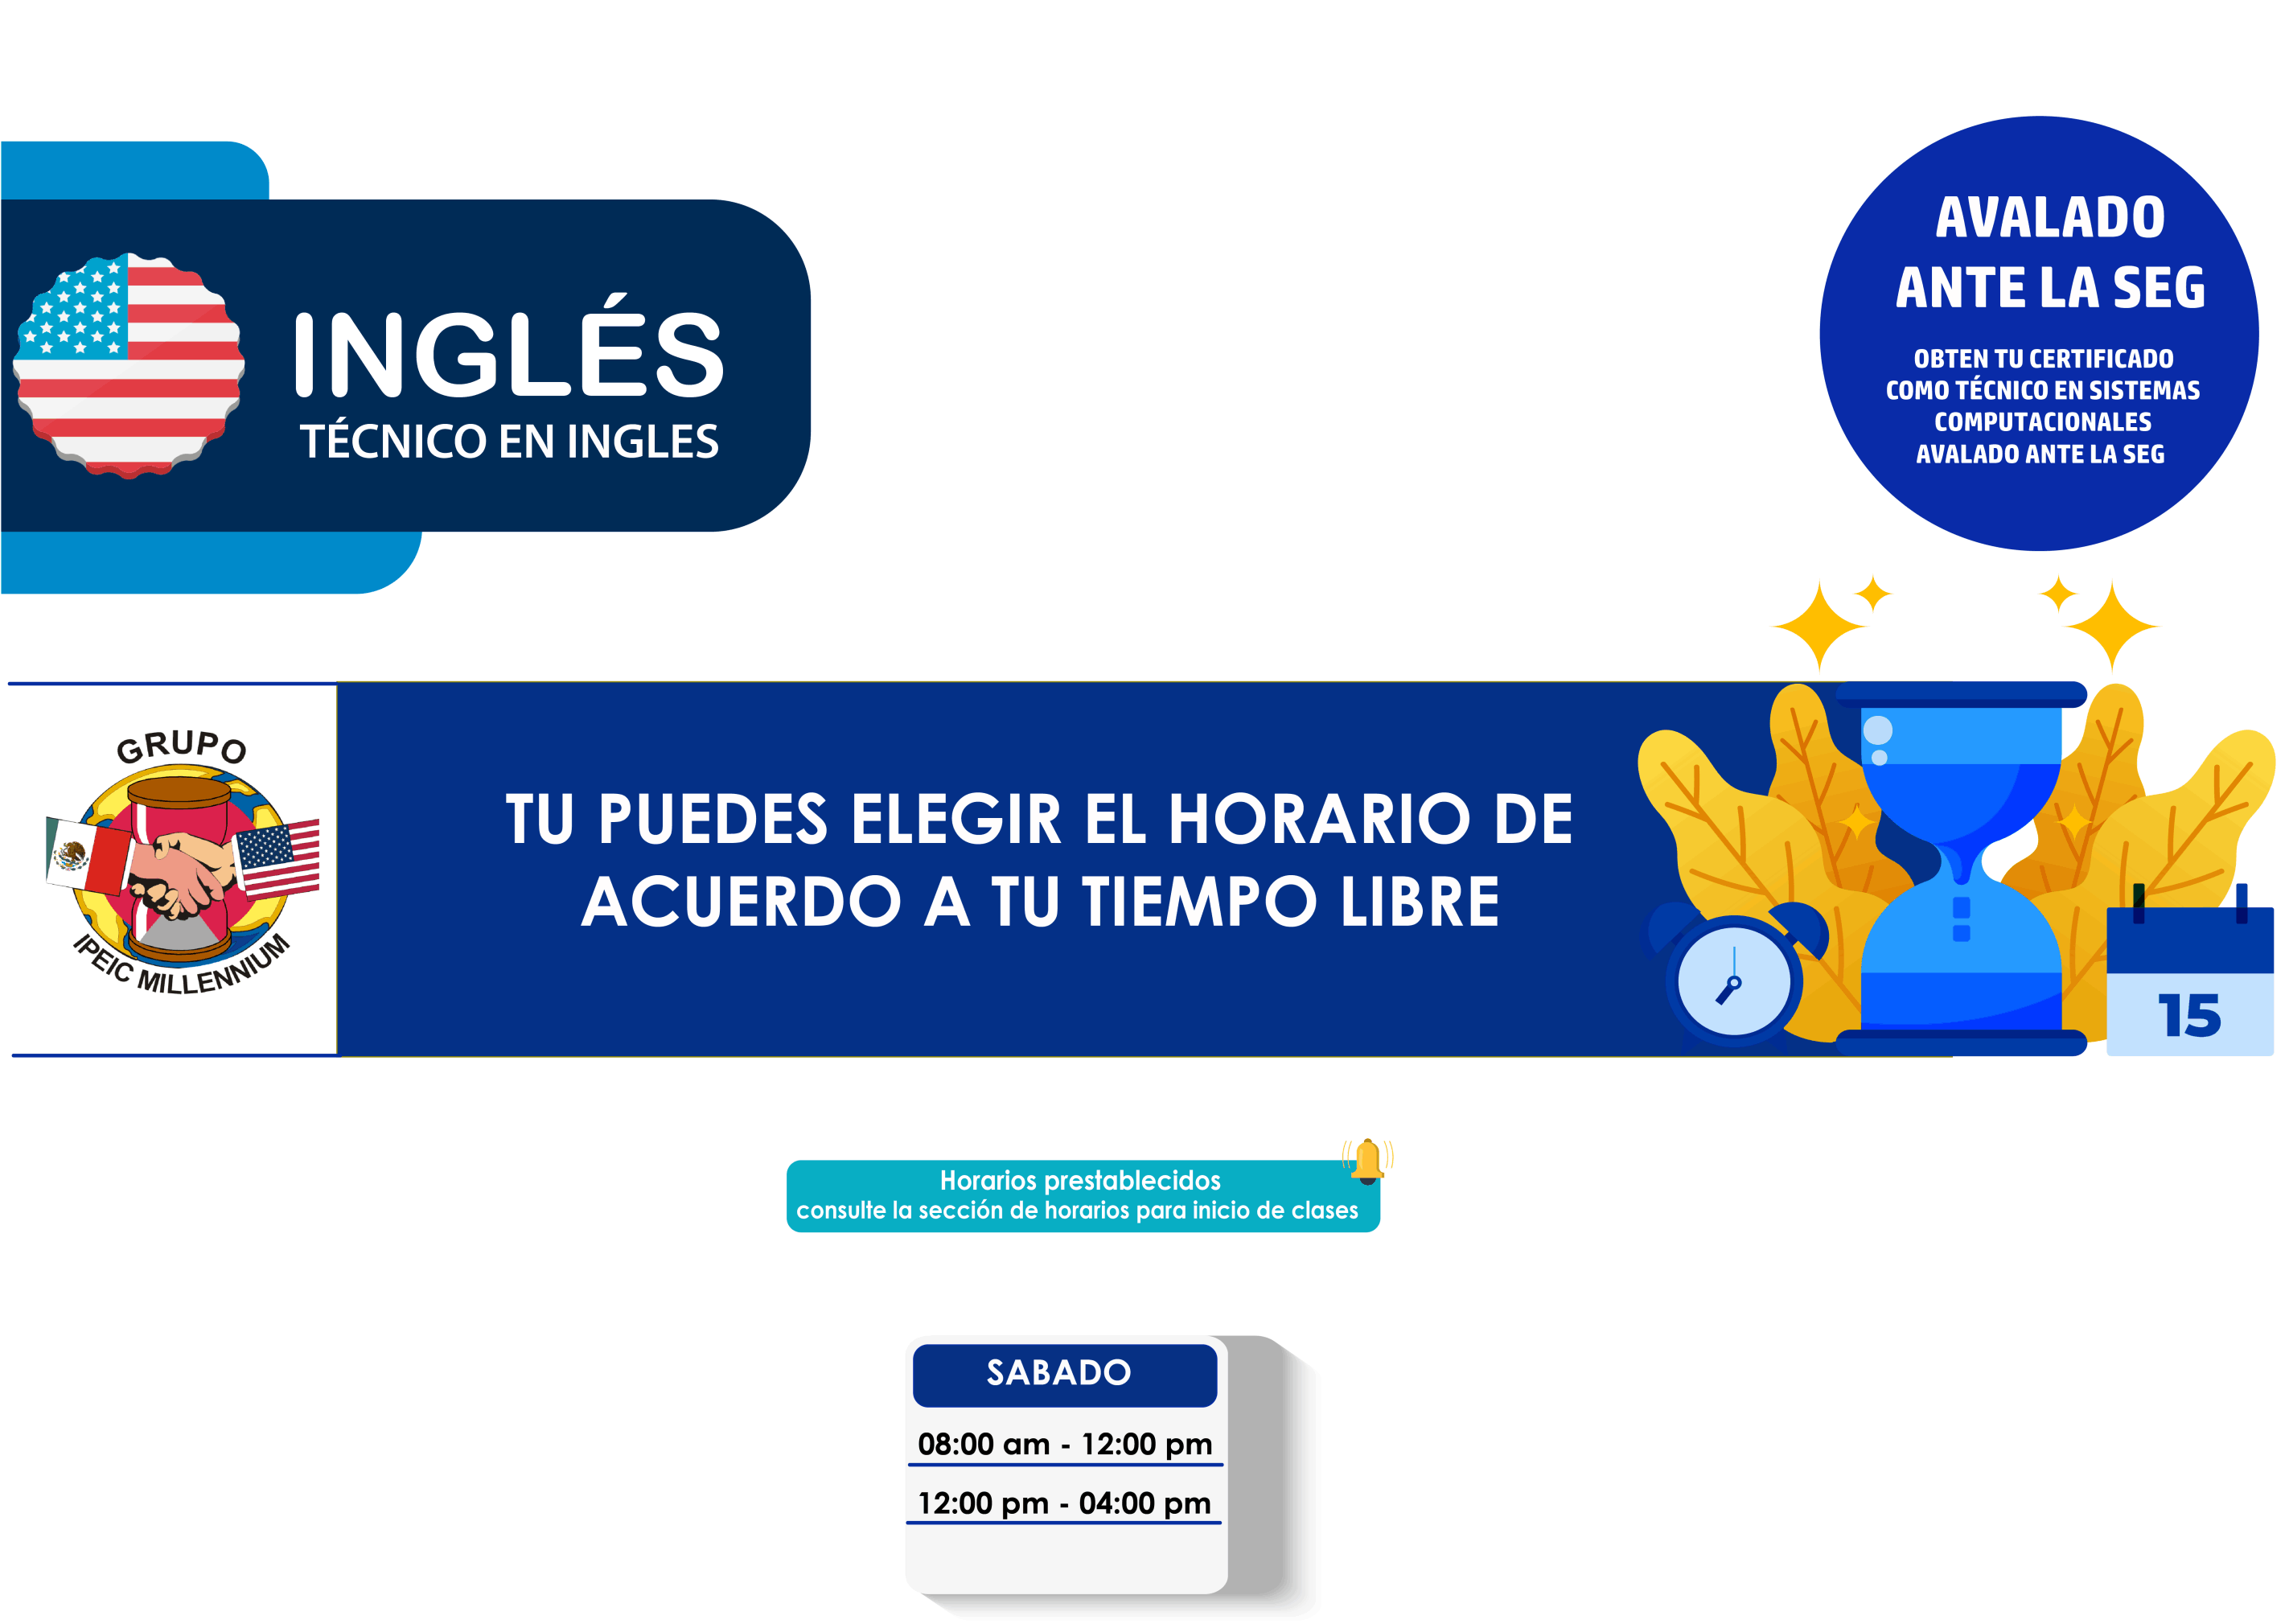 INGLÉS
TÉCNICO EN INGLES
AVALADO
ANTE LA SEG
OBTEN TU CERTIFICADO
COMO TÉCNICO EN SISTEMAS
COMPUTACIONALES
AVALADO ANTE LA SEG
GRUPO
IPEIC MILLENNIUM
TU PUEDES ELEGIR EL HORARIO DE
ACUERDO A TU TIEMPO LIBRE
15
Horarios prestablecidos
consulte la sección de horarios para inicio de clases
SABADO
08:00 am - 12:00 pm
12:00 pm - 04:00 pm